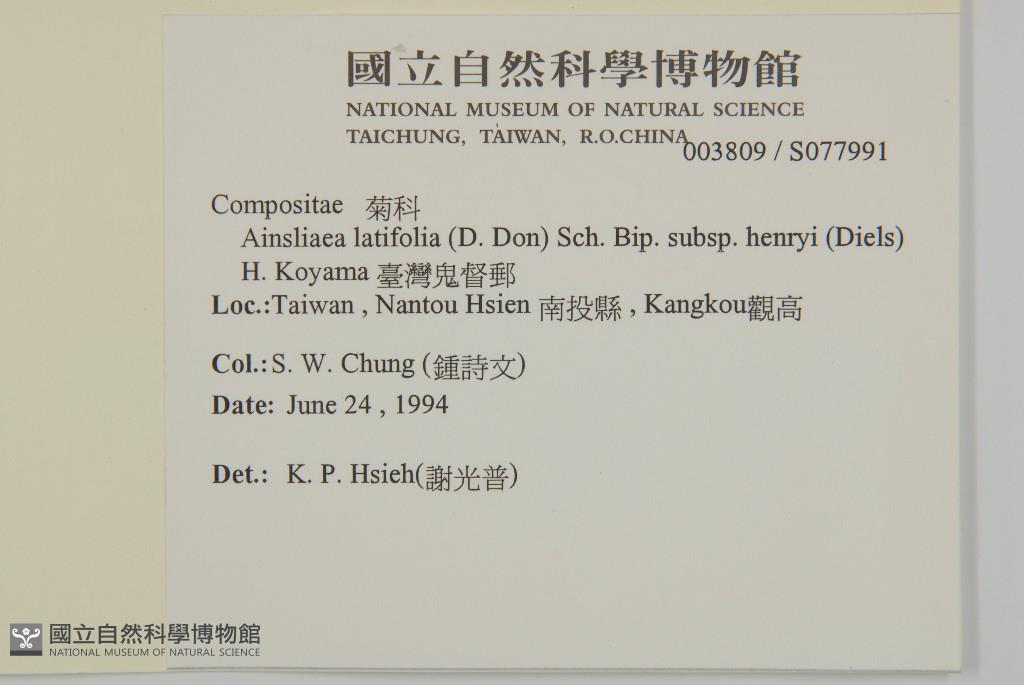 國立自然科學博物館
NATIONAL MUSEUM OF NATURAL SCIENCE
TAICHUNG, TAIWAN, R.O.CHINA
003809 / S077991
Compositae 菊科
Ainsliaea latifolia (D. Don) Sch. Bip. subsp. henryi (Diels)
H. Koyama 臺灣鬼督郵
Loc.:Taiwan , Nantou Hsien 南投縣 , Kangkou觀高
Col.: S. W. Chung (鍾詩文)
Date: June 24 , 1994
Det.: K. P. Hsieh(謝光普)
國立自然科學博物館
NATIONAL MUSEUM OF NATURAL SCIENCE